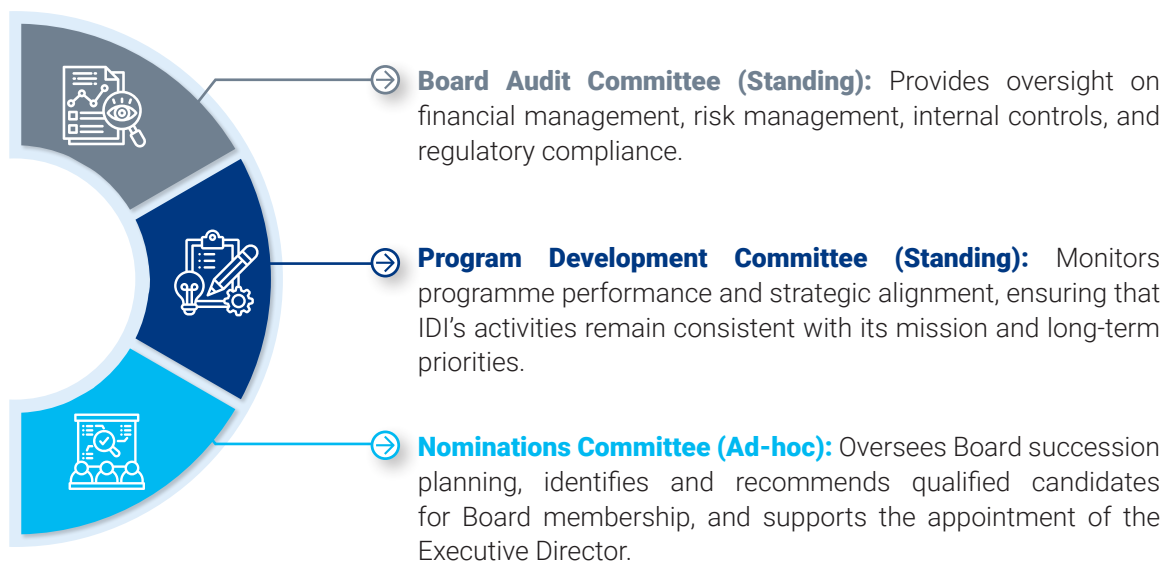 Board Audit Committee (Standing): Provides oversight on
financial management, risk management, internal controls, and
regulatory compliance.
Program Development Committee (Standing): Monitors
programme performance and strategic alignment, ensuring that
IDI’s activities remain consistent with its mission and long-term
priorities.
Nominations Committee (Ad-hoc): Oversees Board succession
planning, identifies and recommends qualified candidates
for Board membership, and supports the appointment of the
Executive Director.